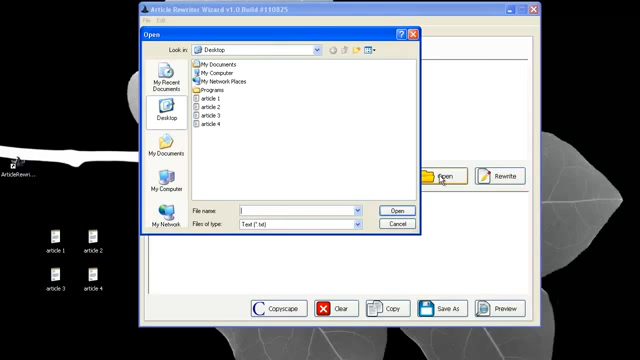 Article Rewriter Wizard v1.0 Build #110825
File Edit
Open
Look in: Desktop
My Recent Documents
Desktop
My Documents
My Computer
My Network
My Documents
My Computer
My Network Places
Programs
article 1
article 2
article 3
article 4
File name:
Open
Files of type: Text (*.txt)
Cancel
Open
Rewrite
Copyscape
Clear
Copy
Save As
Preview
ArticleRewri...
article 1
article 2
article 3
article 4